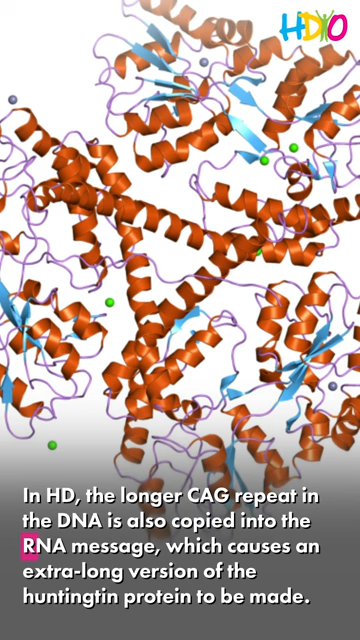 HDYO
In HD, the longer CAG repeat in
the DNA is also copied into the
RNA message, which causes an
extra-long version of the
huntingtin protein to be made.